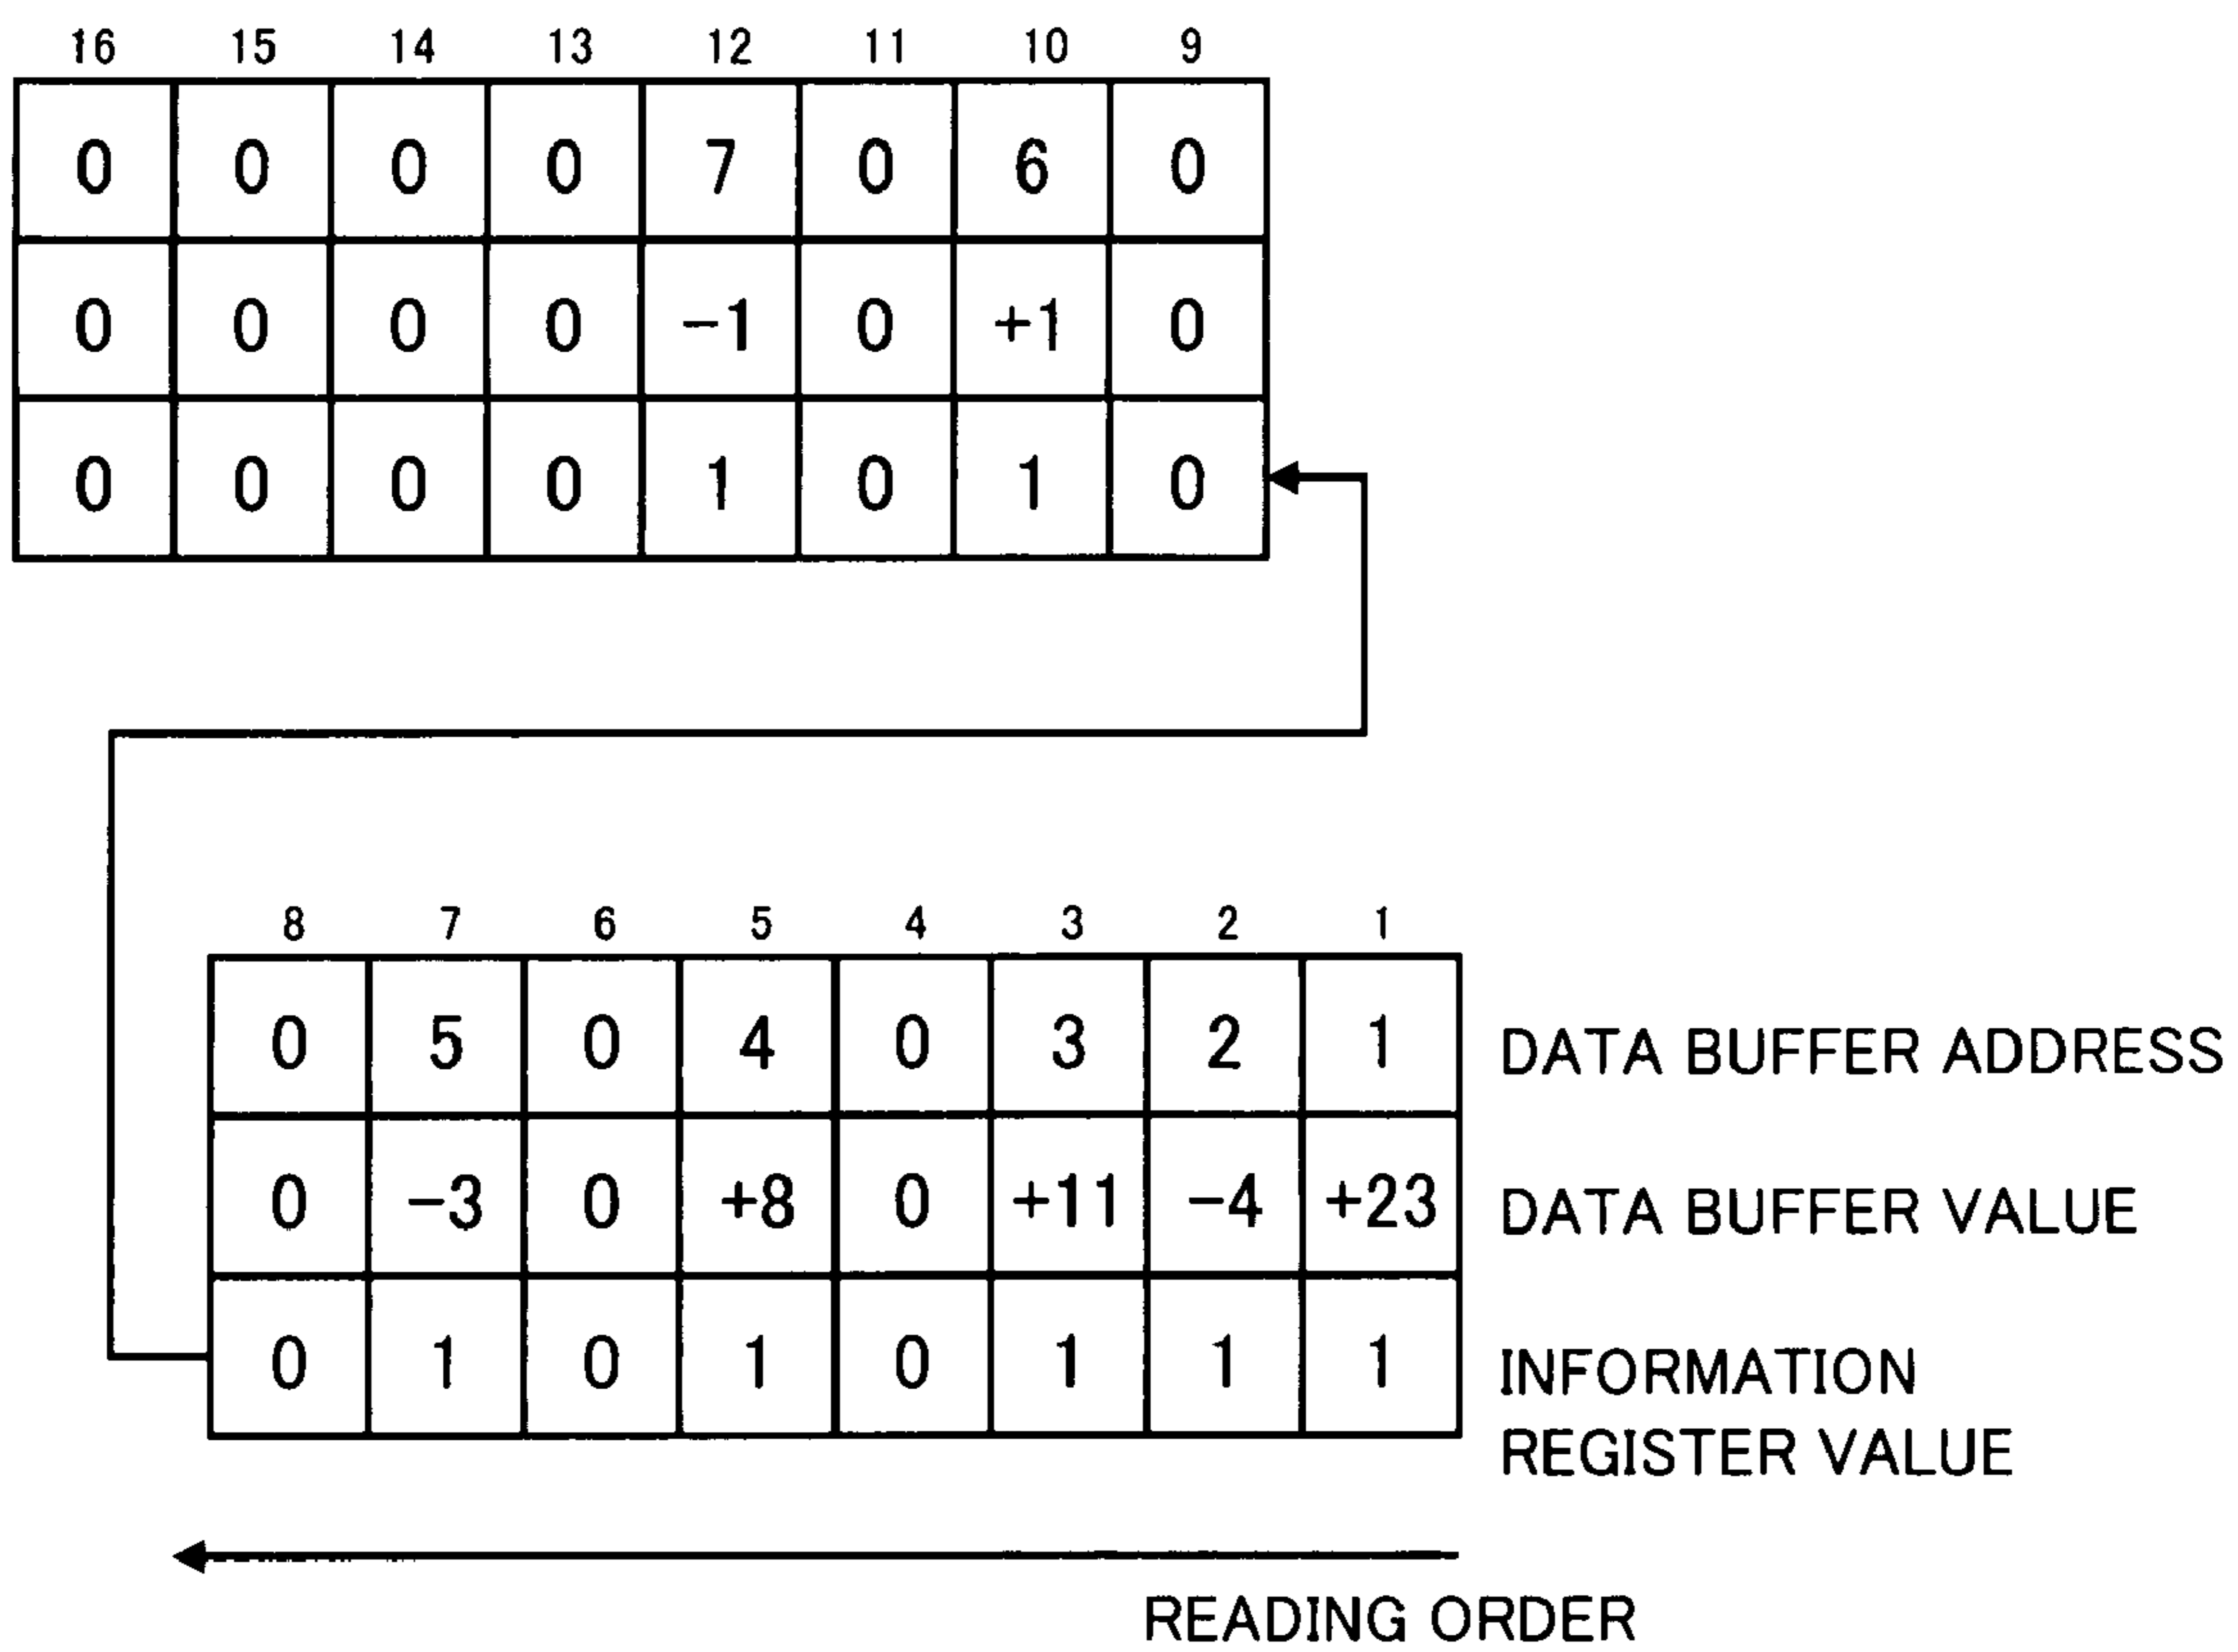 16 15 14 13 12 11 10 9
0 0 0 0 7 0 6 0
0 0 0 0 −1 0 +1 0
0 0 0 0 1 0 1 0
8 7 6 5 4 3 2 1
0 5 0 4 0 3 2 1 DATA BUFFER ADDRESS
0 −3 0 +8 0 +11 −4 +23 DATA BUFFER VALUE
0 1 0 1 0 1 1 1 INFORMATION
REGISTER VALUE
READING ORDER